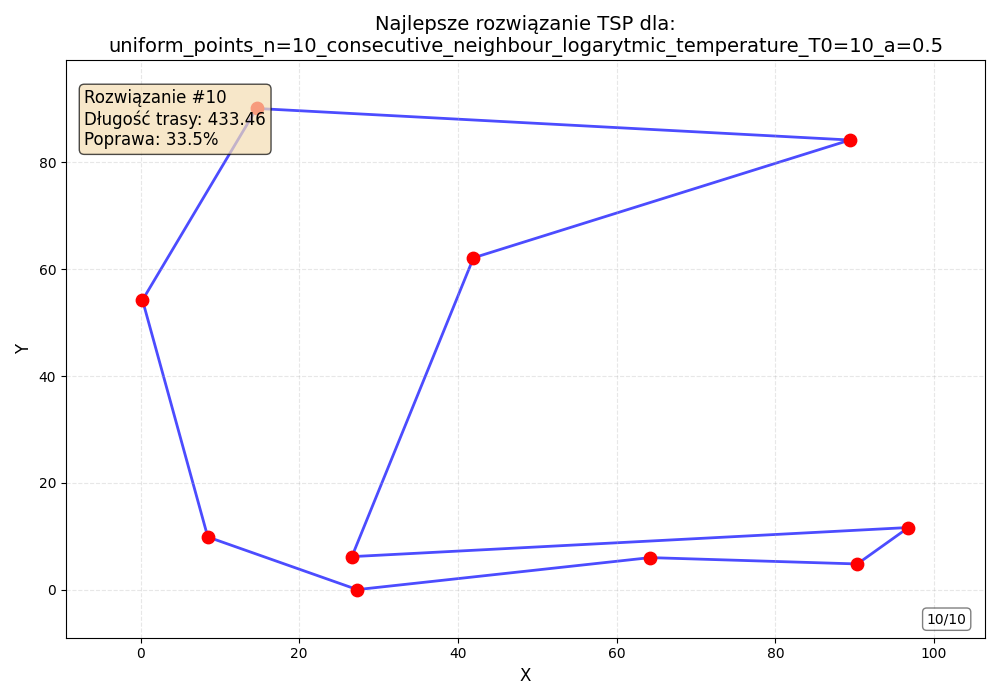 Najlepsze rozwiązanie TSP dla:
uniform_points_n=10_consecutive_neighbour_logarytmic_temperature_T0=10_a=0.5
Rozwiązanie #10
Długość trasy: 433.46
Poprawa: 33.5%
80
60
40
20
0
Y
10/10
0 20 40 60 80 100
X